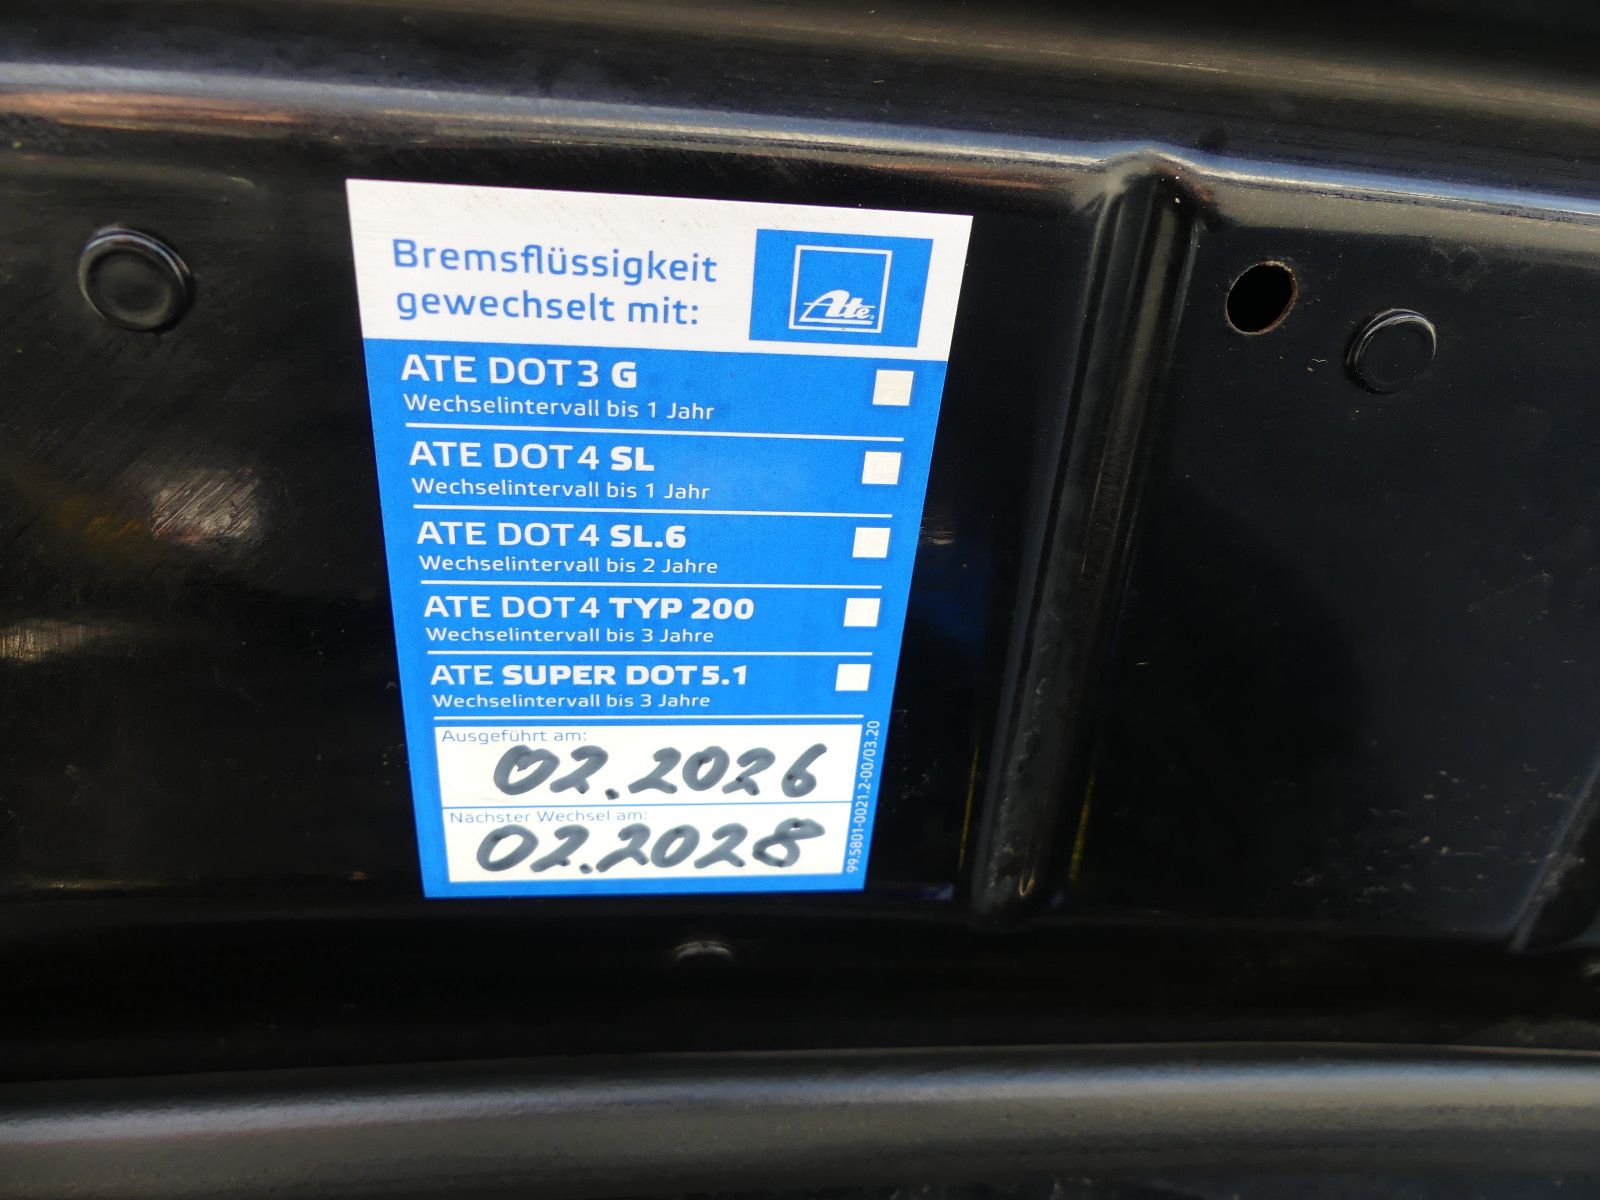 Bremsflüssigkeit
gewechselt mit:
Ate®
ATE DOT 3 G
Wechselintervall bis 1 Jahr
ATE DOT 4 SL
Wechselintervall bis 1 Jahr
ATE DOT 4 SL.6
Wechselintervall bis 2 Jahre
ATE DOT 4 TYP 200
Wechselintervall bis 3 Jahre
ATE SUPER DOT 5.1
Wechselintervall bis 3 Jahre
Ausgeführt am:
02.2026
Nächster Wechsel am:
02.2028
99.5801-0021.2-00/03.20